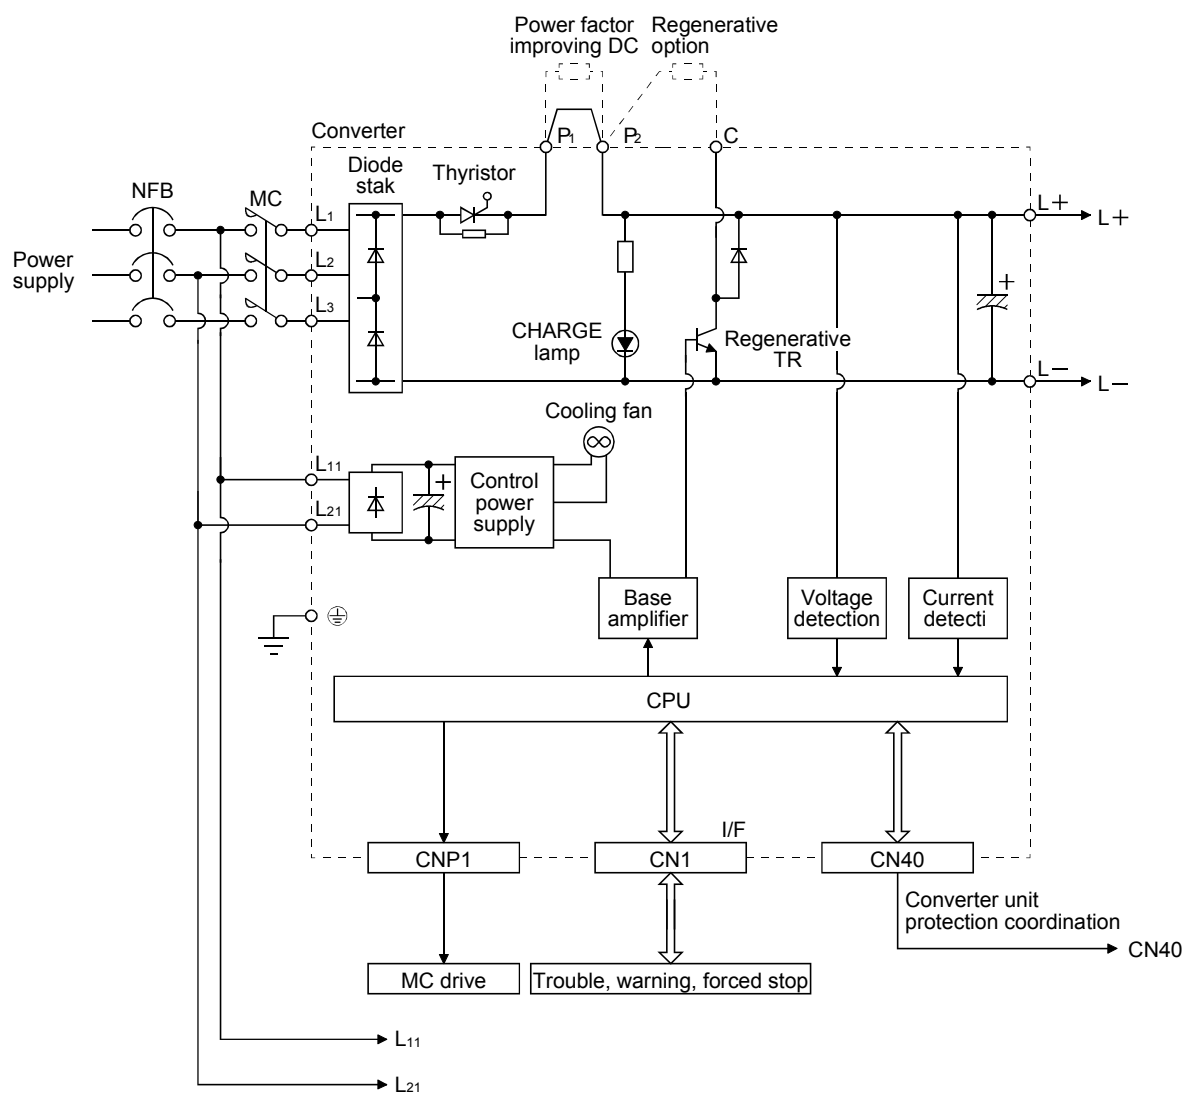 Power factor
improving DC
Regenerative
option
Converter
P1
P2
C
Diode
stak
Thyristor
NFB
MC
L1
L+
L+
Power
supply
L2
L3
+
CHARGE
lamp
Regenerative
TR
L−
L−
Cooling fan
L11
+
Control
power
supply
L21
Base
amplifier
Voltage
detection
Current
detecti
CPU
I/F
CNP1
CN1
CN40
Converter unit
protection coordination
CN40
MC drive
Trouble, warning, forced stop
L11
L21